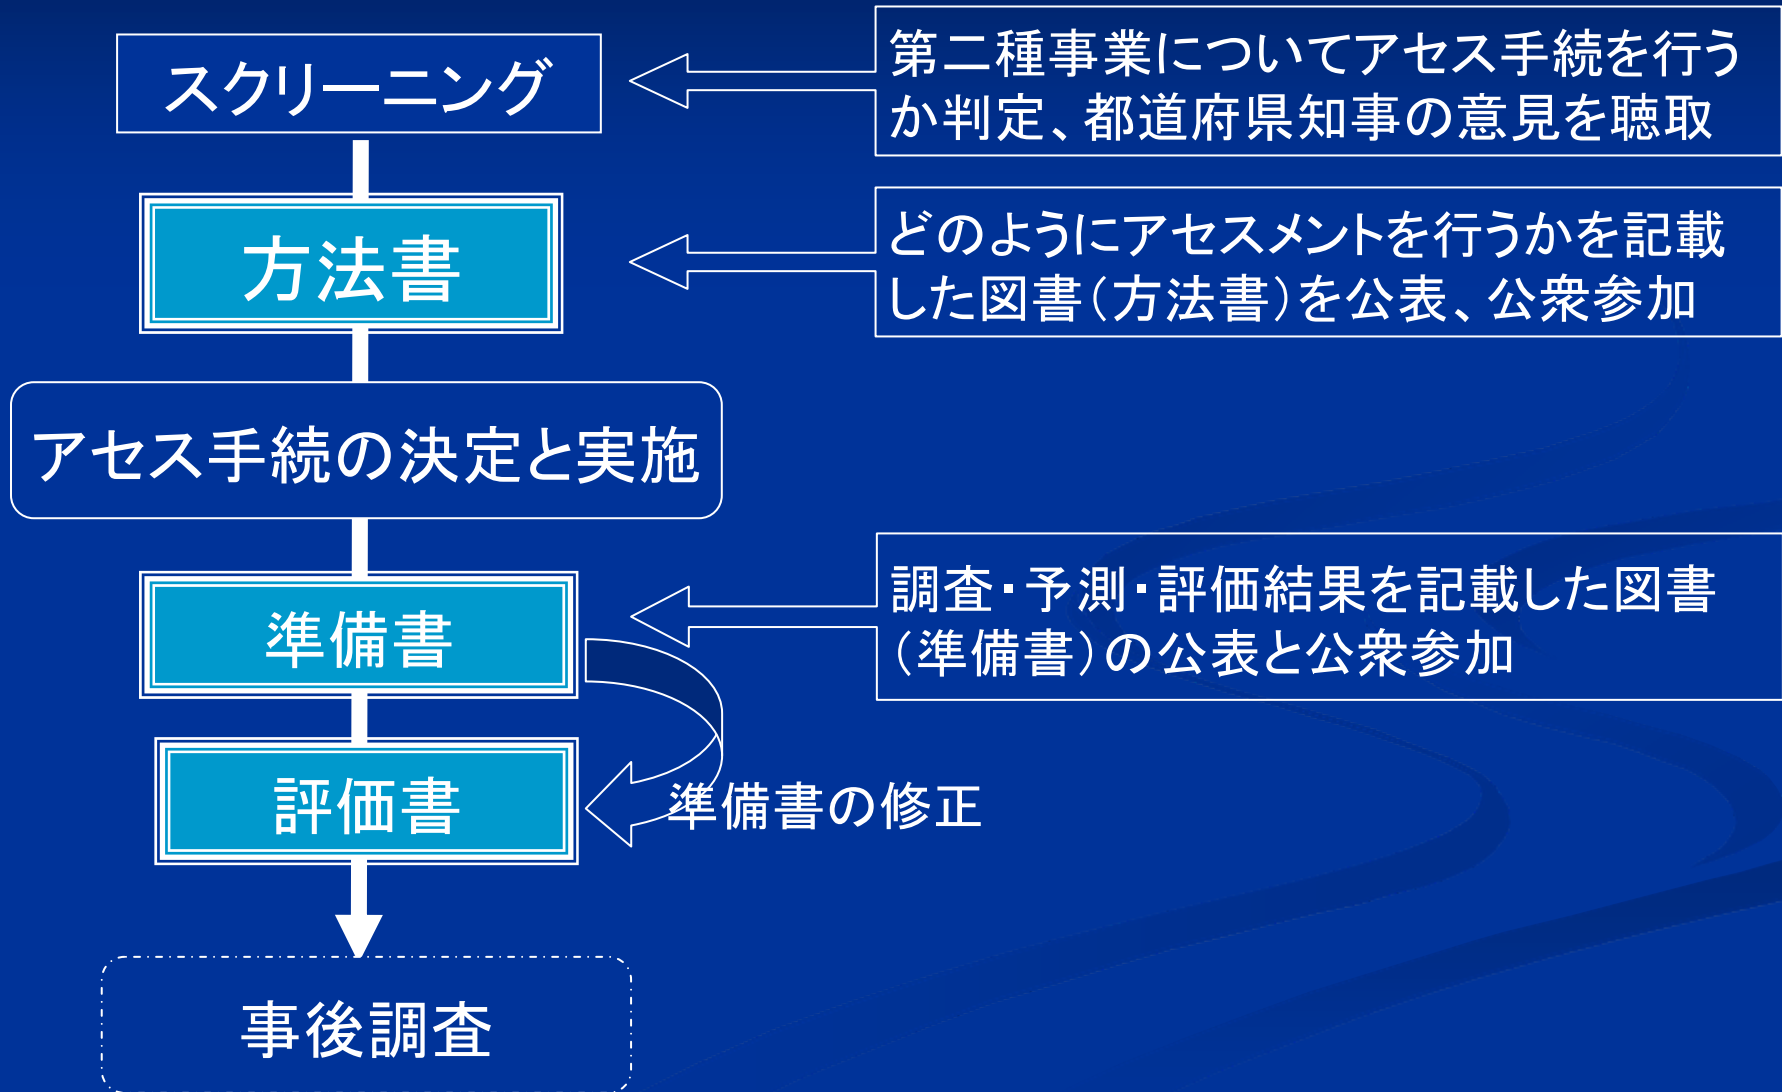 スクリーニング
第二種事業についてアセス手続を行う
か判定、都道府県知事の意見を聴取
方法書
どのようにアセスメントを行うかを記載
した図書(方法書)を公表、公衆参加
アセス手続の決定と実施
準備書
調査・予測・評価結果を記載した図書
(準備書)の公表と公衆参加
評価書
準備書の修正
事後調査